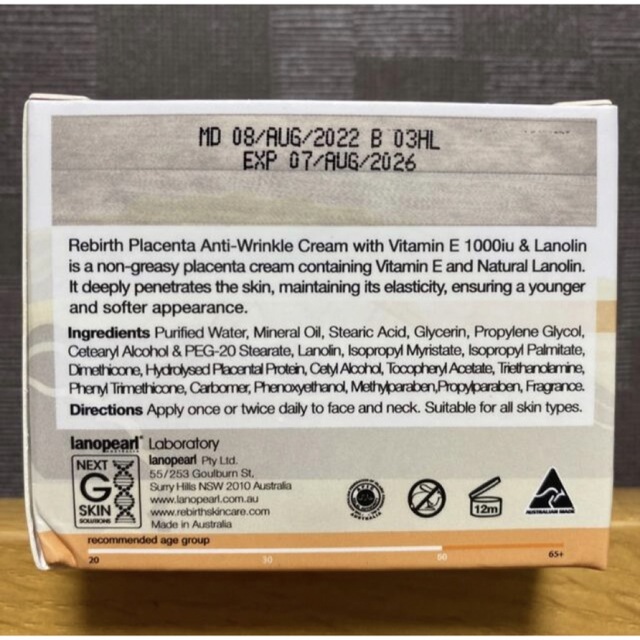 MD 08/AUG/2022 B 03HL
EXP 07/AUG/2026
Rebirth Placenta Anti-Wrinkle Cream with Vitamin E 1000iu & Lanolin
is a non-greasy placenta cream containing Vitamin E and Natural Lanolin.
It deeply penetrates the skin, maintaining its elasticity, ensuring a younger
and softer appearance.
Ingredients Purified Water, Mineral Oil, Stearic Acid, Glycerin, Propylene Glycol,
Cetearyl Alcohol & PEG-20 Stearate, Lanolin, Isopropyl Myristate, Isopropyl Palmitate,
Dimethicone, Hydrolysed Placental Protein, Cetyl Alcohol, Tocopheryl Acetate, Triethanolamine,
Phenyl Trimethicone, Carbomer, Phenoxyethanol, Methylparaben,Propylparaben, Fragrance.
Directions Apply once or twice daily to face and neck. Suitable for all skin types.
lanopearl Laboratory
NEXT
G
SKIN
SOLUTIONS
lanopearl Pty Ltd.
55/253 Goulburn St,
Surry Hills NSW 2010 Australia
www.lanopearl.com.au
www.rebirthskincare.com
Made in Australia
12m
AUSTRALIAN MADE
recommended age group
20 30 50 65+